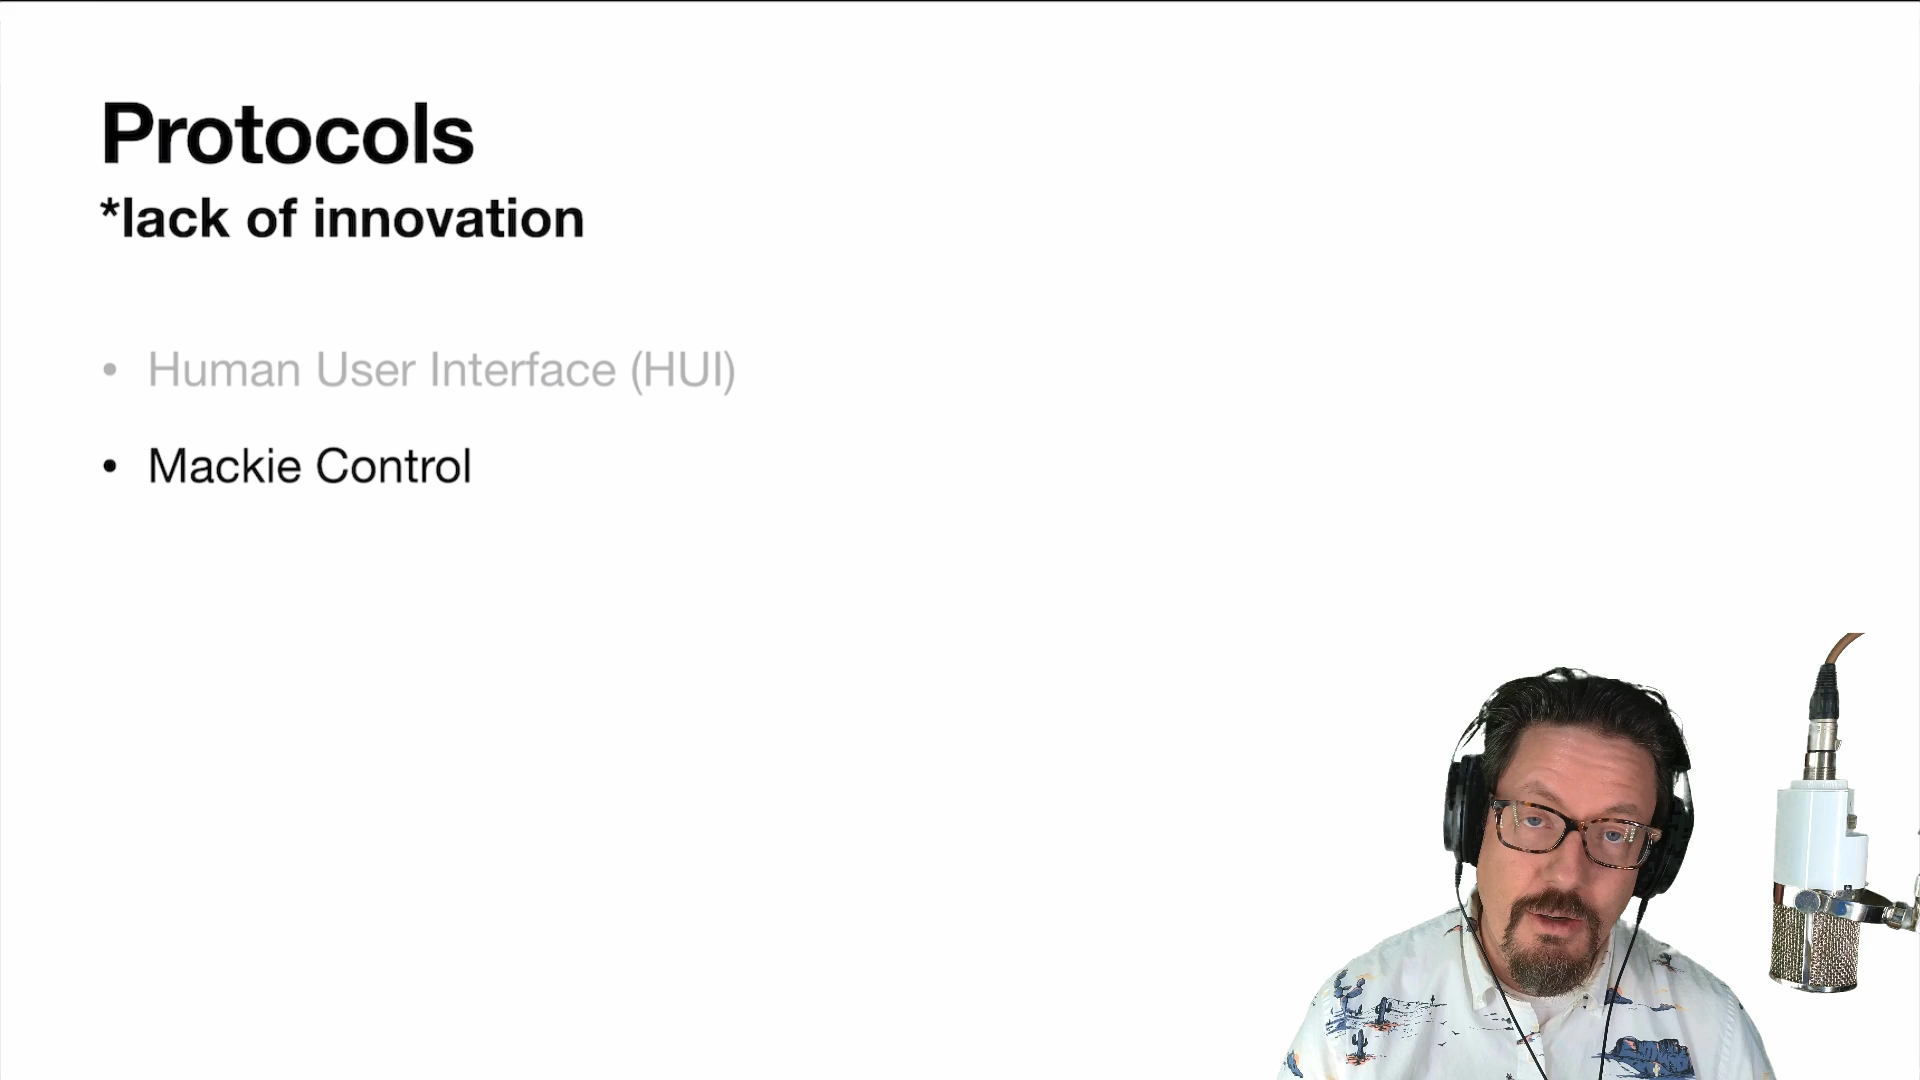 Protocols
*lack of innovation
• Human User Interface (HUI)
• Mackie Control